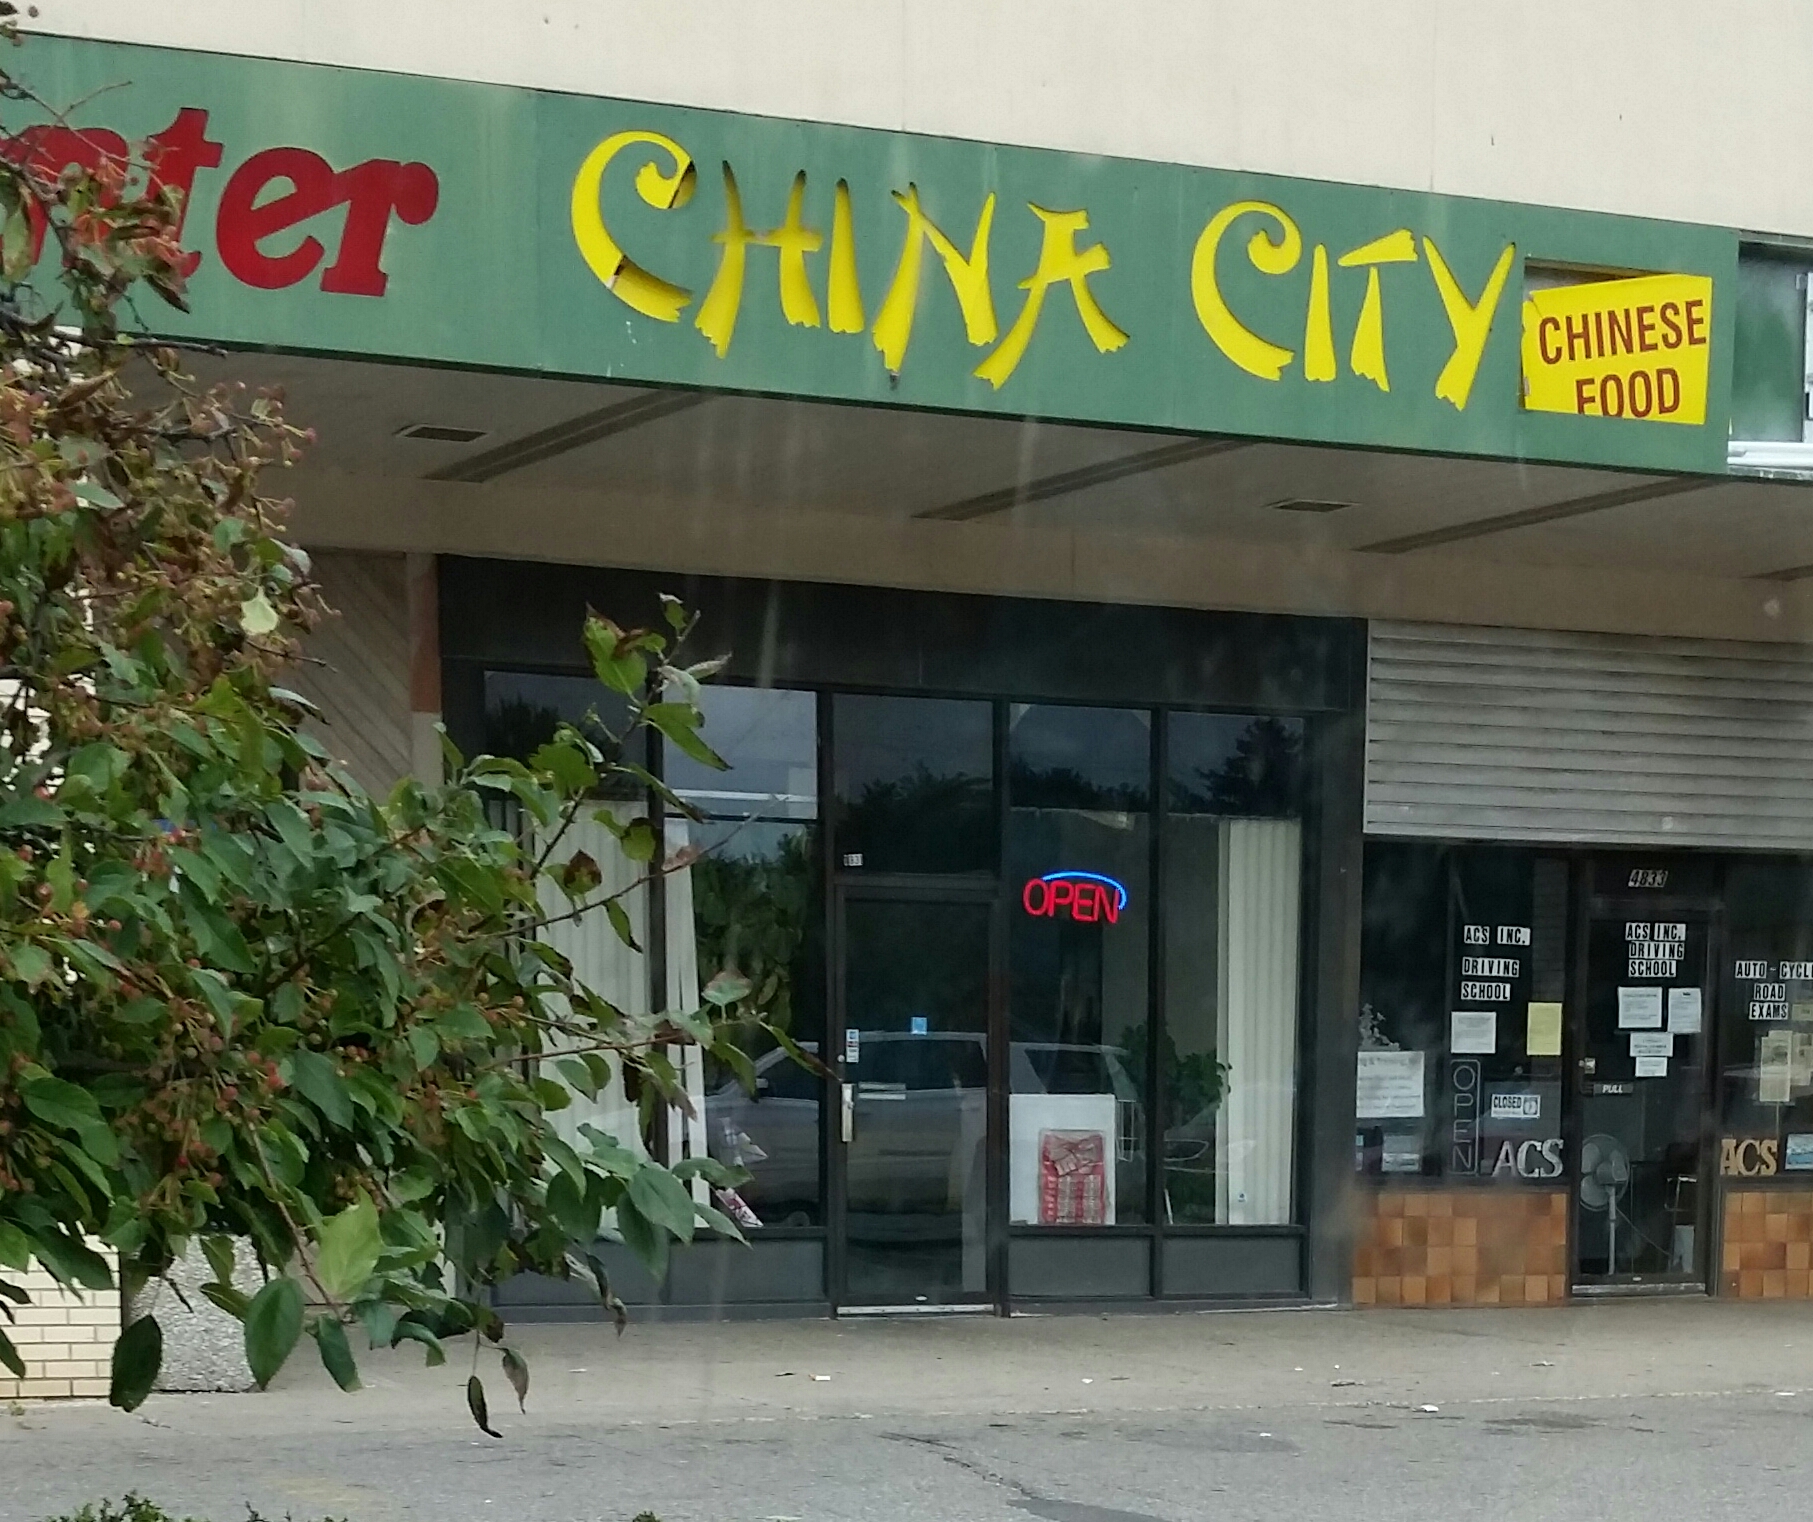 nter
CHINA CITY
CHINESE
FOOD
OPEN
4833
ACS INC.
DRIVING
SCHOOL
ACS INC.
DRIVING
SCHOOL
AUTO-CYCLE
ROAD
EXAMS
PULL
OPEN
CLOSED
ACS
ACS